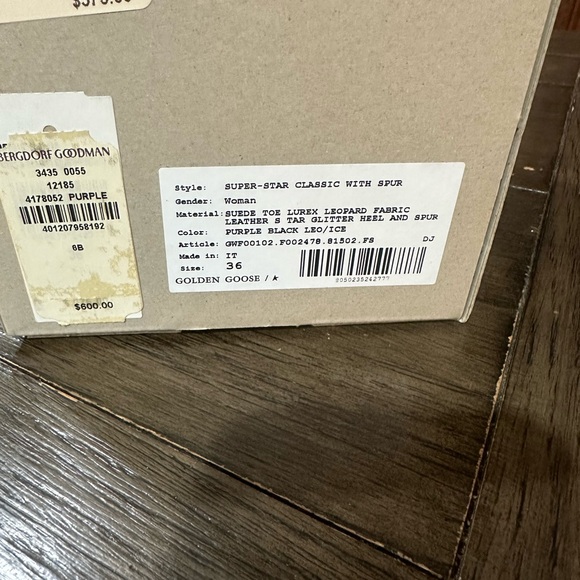 BERGDORF GOODMAN
3435 0055
12185
4178052 PURPLE
401207958192
6B
$600.00
Style: SUPER-STAR CLASSIC WITH SPUR
Gender: Woman
Material: SUEDE TOE LUREX LEOPARD FABRIC
LEATHER S TAR GLITTER HEEL AND SPUR
Color: PURPLE BLACK LEO/ICE
Article: GWF00102.F002478.81502.FS DJ
Made in: IT
Size: 36
GOLDEN GOOSE /
2050235242777